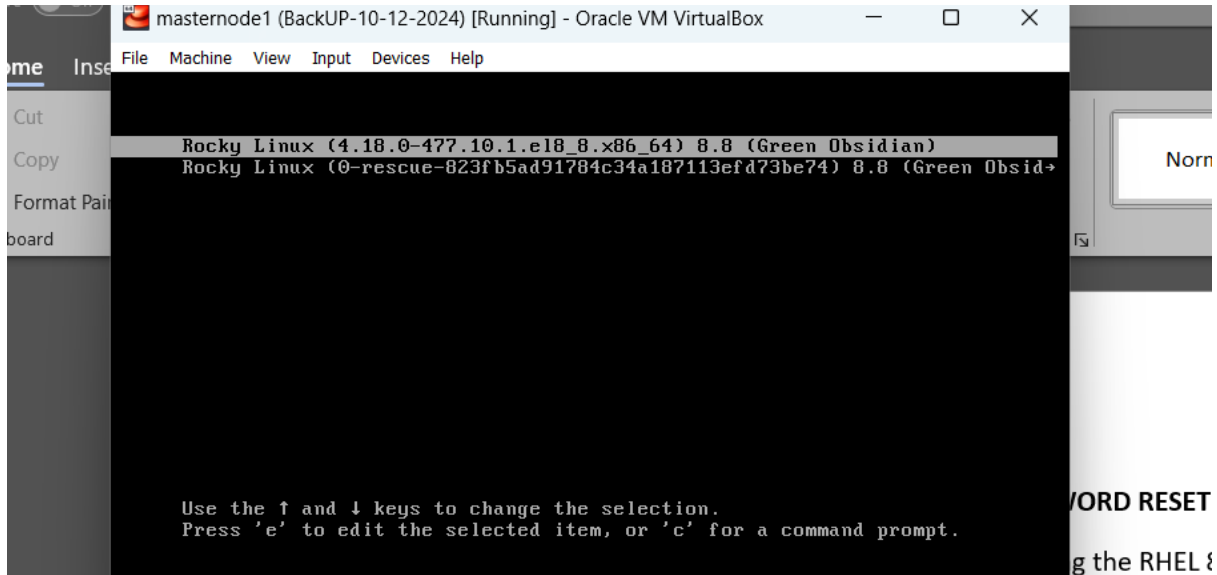 masternode1 (BackUP-10-12-2024) [Running] - Oracle VM VirtualBox
File Machine View Input Devices Help
Cut
Copy
Rocky Linux (4.18.0-477.10.1.el8_8.x86_64) 8.8 (Green Obsidian)
Rocky Linux (0-rescue-823fb5ad91784c34a187113efd73be74) 8.8 (Green Obsid→
Format Pai
board
Norm
Use the ↑ and ↓ keys to change the selection.
Press 'e' to edit the selected item, or 'c' for a command prompt.
WORD RESET
g the RHEL 8